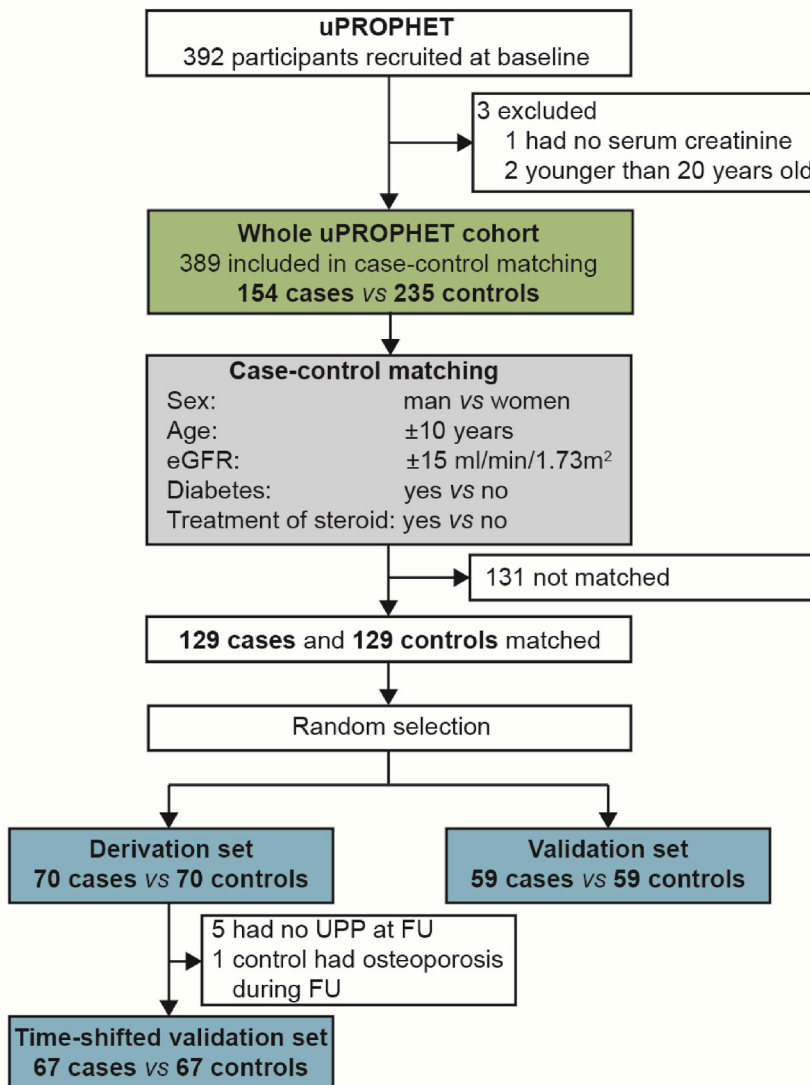 uPROPHET
392 participants recruited at baseline
3 excluded
1 had no serum creatinine
2 younger than 20 years old
Whole uPROPHET cohort
389 included in case-control matching
154 cases vs 235 controls
Case-control matching
Sex: man vs women
Age: ±10 years
eGFR: ±15 ml/min/1.73m²
Diabetes: yes vs no
Treatment of steroid: yes vs no
131 not matched
129 cases and 129 controls matched
Random selection
Derivation set
70 cases vs 70 controls
Validation set
59 cases vs 59 controls
5 had no UPP at FU
1 control had osteoporosis
during FU
Time-shifted validation set
67 cases vs 67 controls